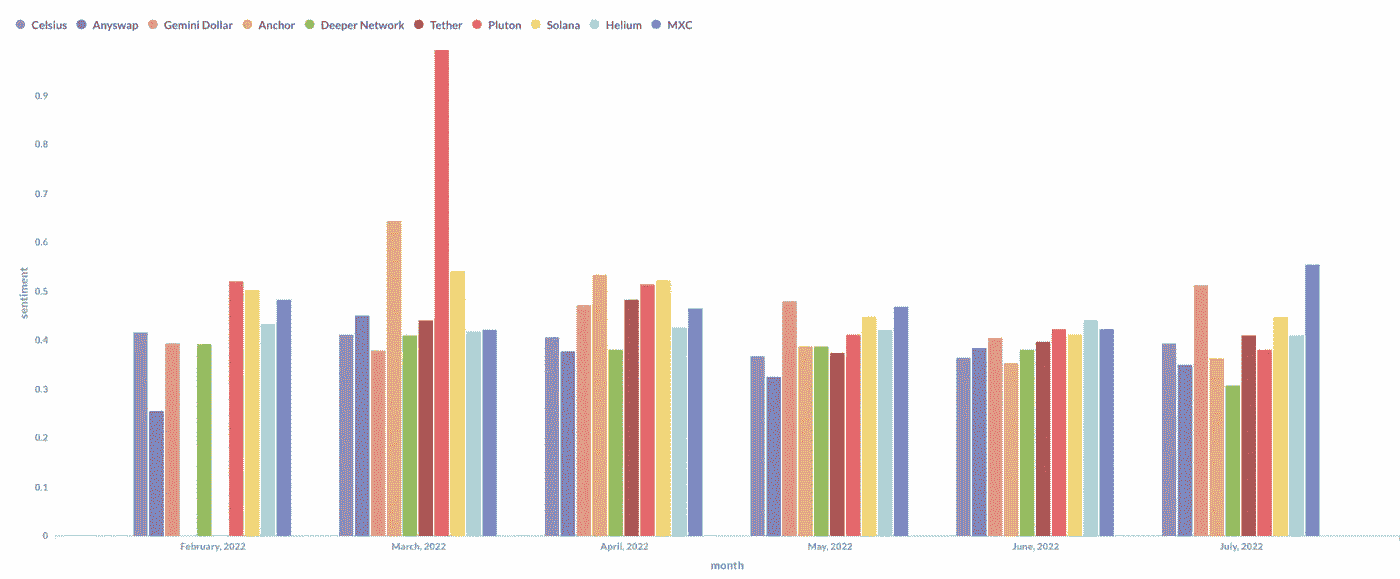 Celsius Anyswap Gemini Dollar Anchor Deeper Network Tether Pluton Solana Helium MXC
0.9
0.8
0.7
0.6
0.5
0.4
0.3
0.2
0.1
0
sentiment
February, 2022 March, 2022 April, 2022 May, 2022 June, 2022 July, 2022
month